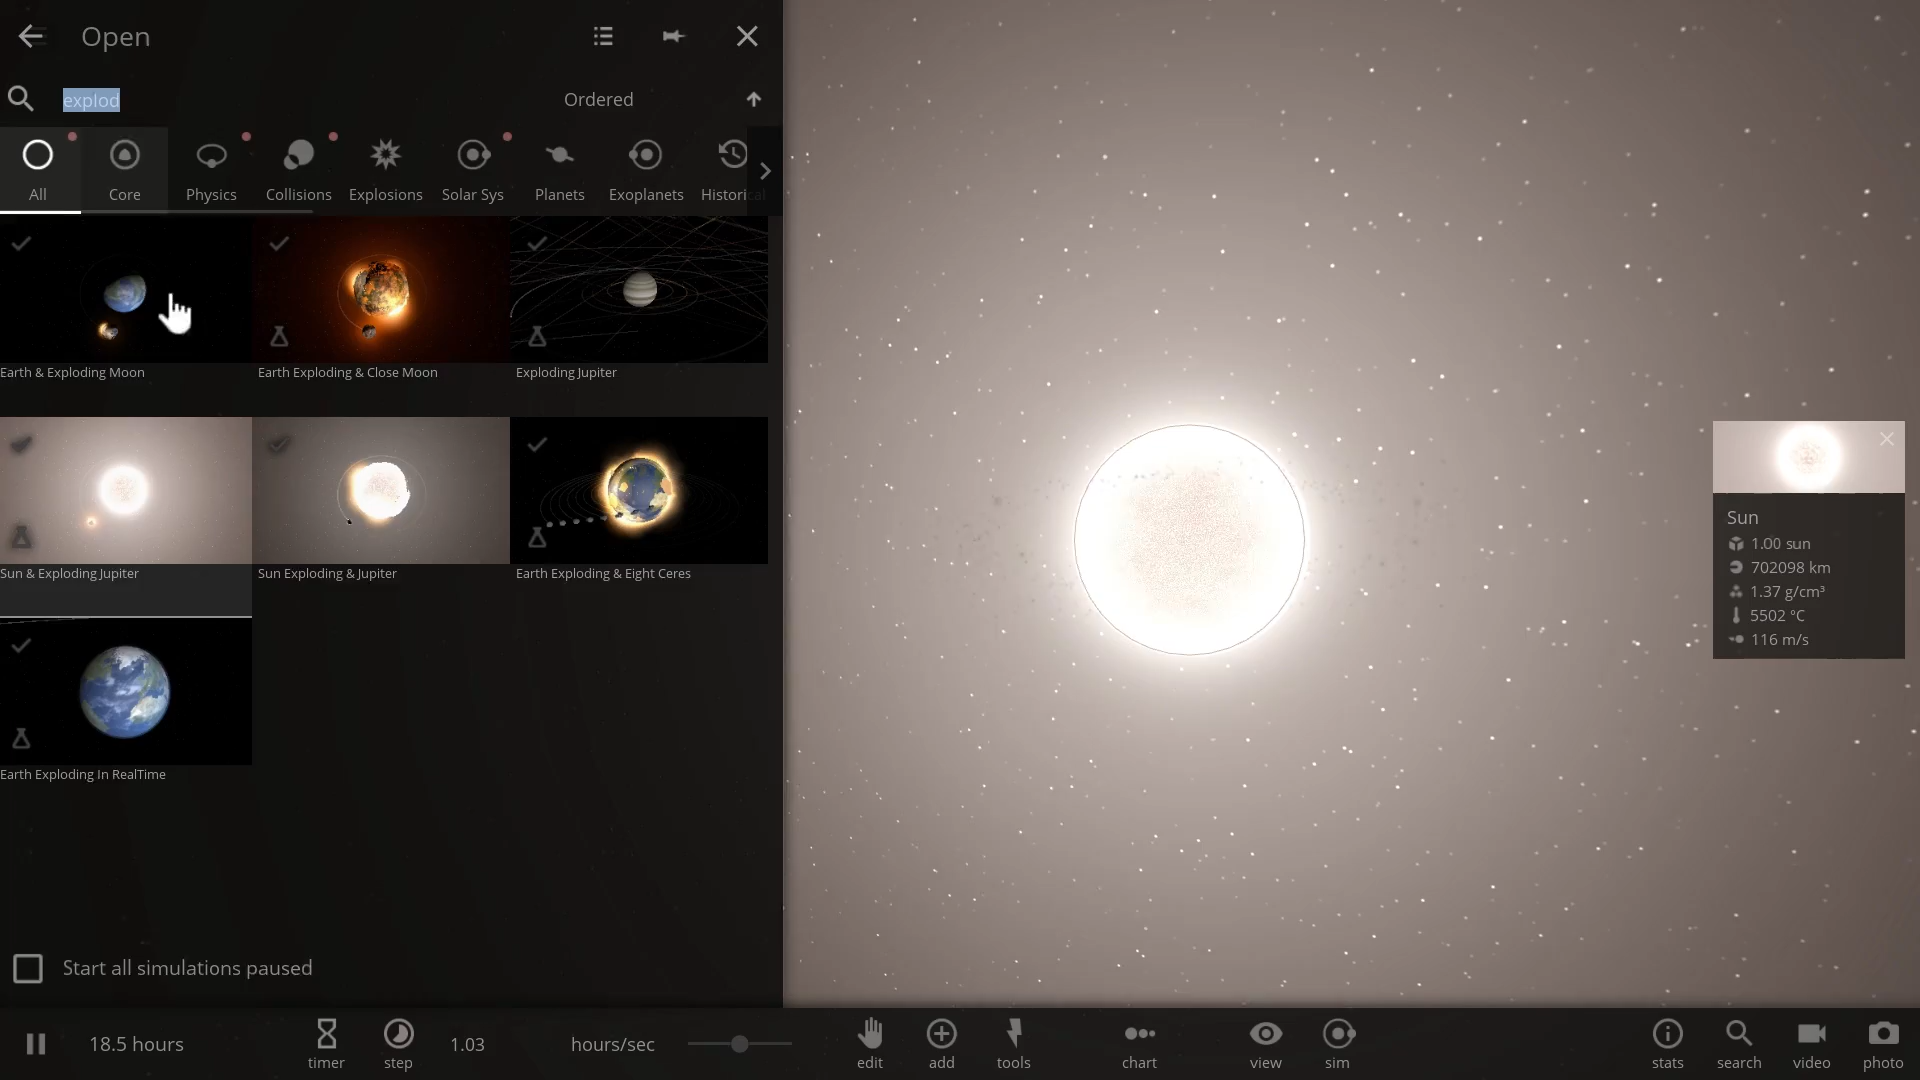 Open
explod
Ordered
All
Core
Physics
Collisions
Explosions
Solar Sys
Planets
Exoplanets
Historical
Earth & Exploding Moon
Earth Exploding & Close Moon
Exploding Jupiter
Sun & Exploding Jupiter
Sun Exploding & Jupiter
Earth Exploding & Eight Ceres
Earth Exploding In RealTime
Start all simulations paused
Sun
1.00 sun
702098 km
1.37 g/cm³
5502 °C
116 m/s
18.5 hours
timer
step
1.03
hours/sec
edit
add
tools
chart
view
sim
stats
search
video
photo